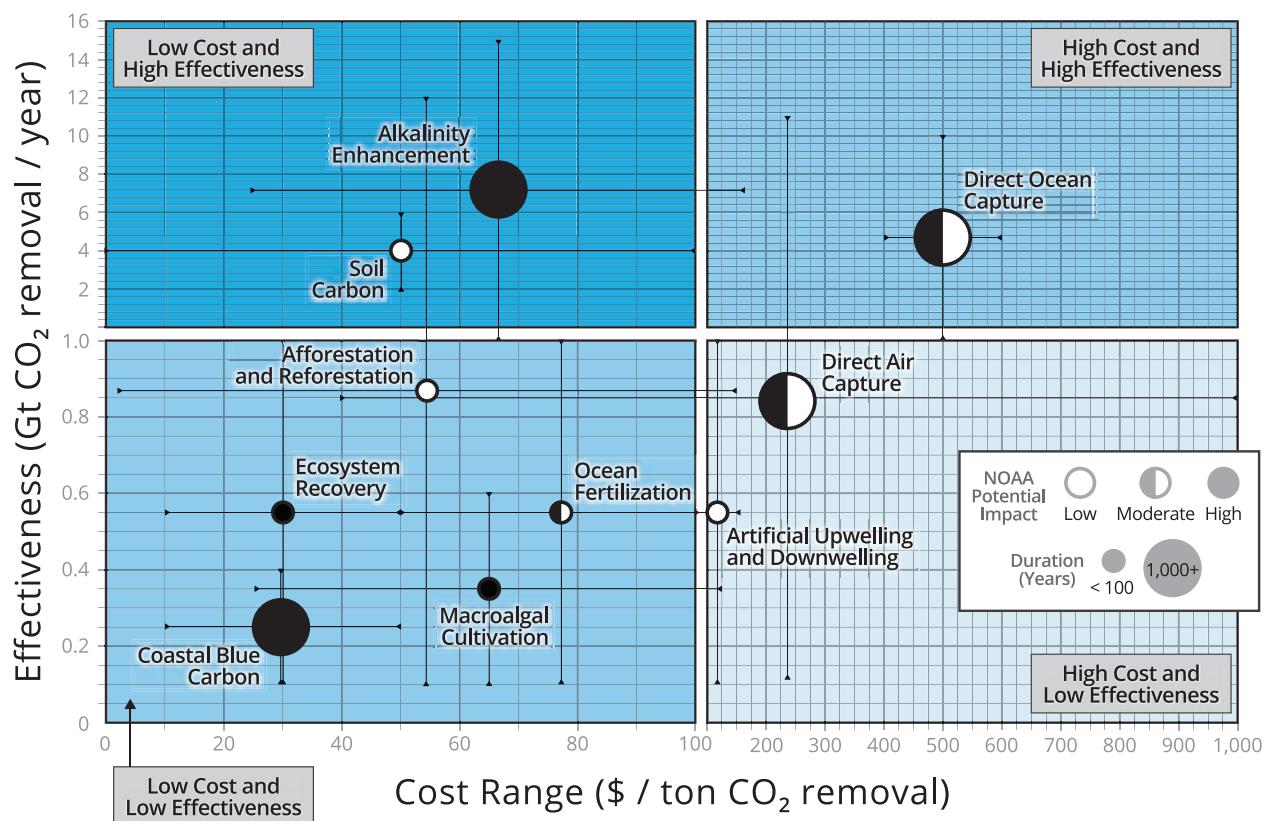 Effectiveness (Gt CO₂ removal / year)
16
14
12
10
8
6
4
2
1.0
0.8
0.6
0.4
0.2
0
Low Cost and
High Effectiveness
High Cost and
High Effectiveness
Alkalinity
Enhancement
Soil
Carbon
Direct Ocean
Capture
Afforestation
and Reforestation
Direct Air
Capture
Ecosystem
Recovery
Ocean
Fertilization
Artificial Upwelling
and Downwelling
Macroalgal
Cultivation
Coastal Blue
Carbon
NOAA
Potential
Impact
Low
Moderate
High
Duration
(Years)
< 100
1,000+
High Cost and
Low Effectiveness
0
20
40
60
80
100
200
300
400
500
600
700
800
900
1,000
Low Cost and
Low Effectiveness
Cost Range ($ / ton CO₂ removal)